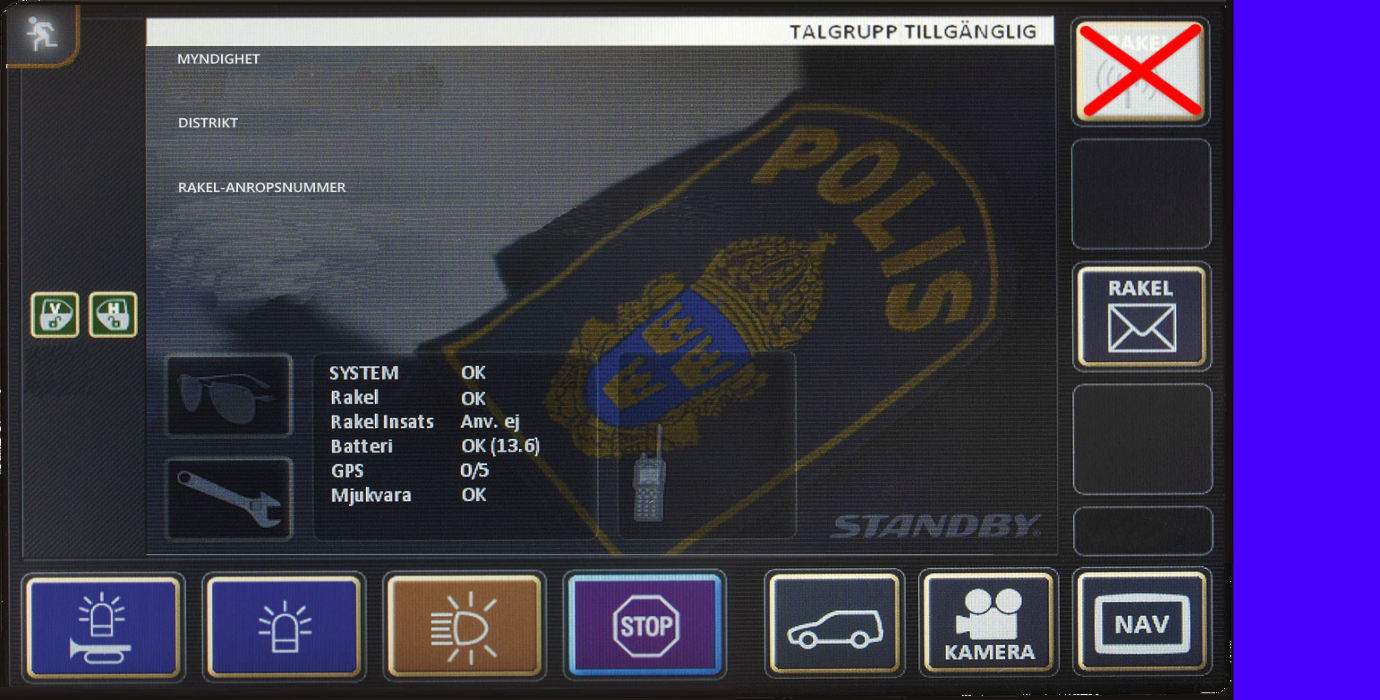 TALGRUPP TILLGÄNGLIG
RAKEL
MYNDIGHET
DISTRIKT
RAKEL-ANROPSNUMMER
POLIS
RAKEL
V H
SYSTEM OK
Rakel OK
Rakel Insats Anv. ej
Batteri OK (13.6)
GPS 0/5
Mjukvara OK
STANDBY
STOP
KAMERA
NAV